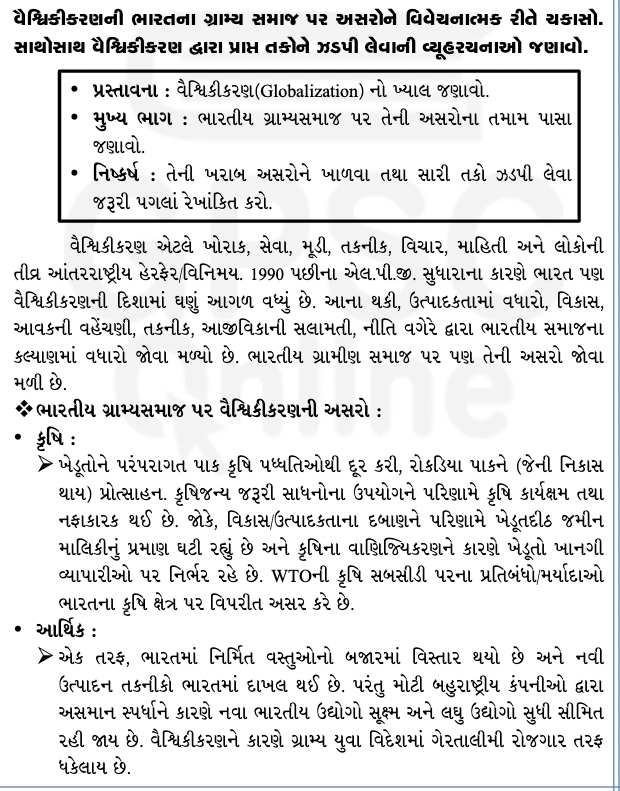 વૈશ્વિકીકરણની ભારતના ગ્રામ્ય સમાજ પર અસરોને વિવેચનાત્મક રીતે ચકાસો.
સાથોસાથ વૈશ્વિકીકરણ દ્વારા પ્રાપ્ત તકોને ઝડપી લેવાની વ્યૂહરચનાઓ જણાવો.
• પ્રસ્તાવના : વૈશ્વિકીકરણ(Globalization) નો ખ્યાલ જણાવો.
• મુખ્ય ભાગ : ભારતીય ગ્રામ્યસમાજ પર તેની અસરોના તમામ પાસા
જણાવો.
• નિષ્કર્ષ : તેની ખરાબ અસરોને ખાળવા તથા સારી તકો ઝડપી લેવા
જરૂરી પગલાં રેખાંકિત કરો.
વૈશ્વિકીકરણ એટલે ખોરાક, સેવા, મૂડી, તકનીક, વિચાર, માહિતી અને લોકોની
તીવ્ર આંતરરાષ્ટ્રીય હેરફેર/વિનિમય. 1990 પછીના એલ.પી.જી. સુધારાના કારણે ભારત પણ
વૈશ્વિકીકરણની દિશામાં ઘણું આગળ વધ્યું છે. આના થકી, ઉત્પાદકતામાં વધારો, વિકાસ,
આવકની વહેંચણી, તકનીક, આજીવિકાની સલામતી, નીતિ વગેરે દ્વારા ભારતીય સમાજના
કલ્યાણમાં વધારો જોવા મળ્યો છે. ભારતીય ગ્રામીણ સમાજ પર પણ તેની અસરો જોવા
મળી છે.
❖ ભારતીય ગ્રામ્યસમાજ પર વૈશ્વિકીકરણની અસરો :
• કૃષિ :
➢ ખેડૂતોને પરંપરાગત પાક કૃષિ પધ્ધતિઓથી દૂર કરી, રોકડિયા પાકને (જેની નિકાસ
થાય) પ્રોત્સાહન. કૃષિજન્ય જરૂરી સાધનોના ઉપયોગને પરિણામે કૃષિ કાર્યક્ષમ તથા
નફાકારક થઈ છે. જોકે, વિકાસ/ઉત્પાદકતાના દબાણને પરિણામે ખેડૂતદીઠ જમીન
માલિકીનું પ્રમાણ ઘટી રહ્યું છે અને કૃષિના વાણિજ્યિકરણને કારણે ખેડૂતો ખાનગી
વ્યાપારીઓ પર નિર્ભર રહે છે. WTOની કૃષિ સબસીડી પરના પ્રતિબંધો/મર્યાદાઓ
ભારતના કૃષિ ક્ષેત્ર પર વિપરીત અસર કરે છે.
• આર્થિક :
➢ એક તરફ, ભારતમાં નિર્મિત વસ્તુઓનો બજારમાં વિસ્તાર થયો છે અને નવી
ઉત્પાદન તકનીકો ભારતમાં દાખલ થઈ છે. પરંતુ મોટી બહુરાષ્ટ્રીય કંપનીઓ દ્વારા
અસમાન સ્પર્ધાને કારણે નવા ભારતીય ઉદ્યોગો સૂક્ષ્મ અને લઘુ ઉદ્યોગો સુધી સીમિત
રહી જાય છે. વૈશ્વિકીકરણને કારણે ગ્રામ્ય યુવા વિદેશમાં ગેરતાલીમી રોજગાર તરફ
ધકેલાય છે.
GPSC
Online